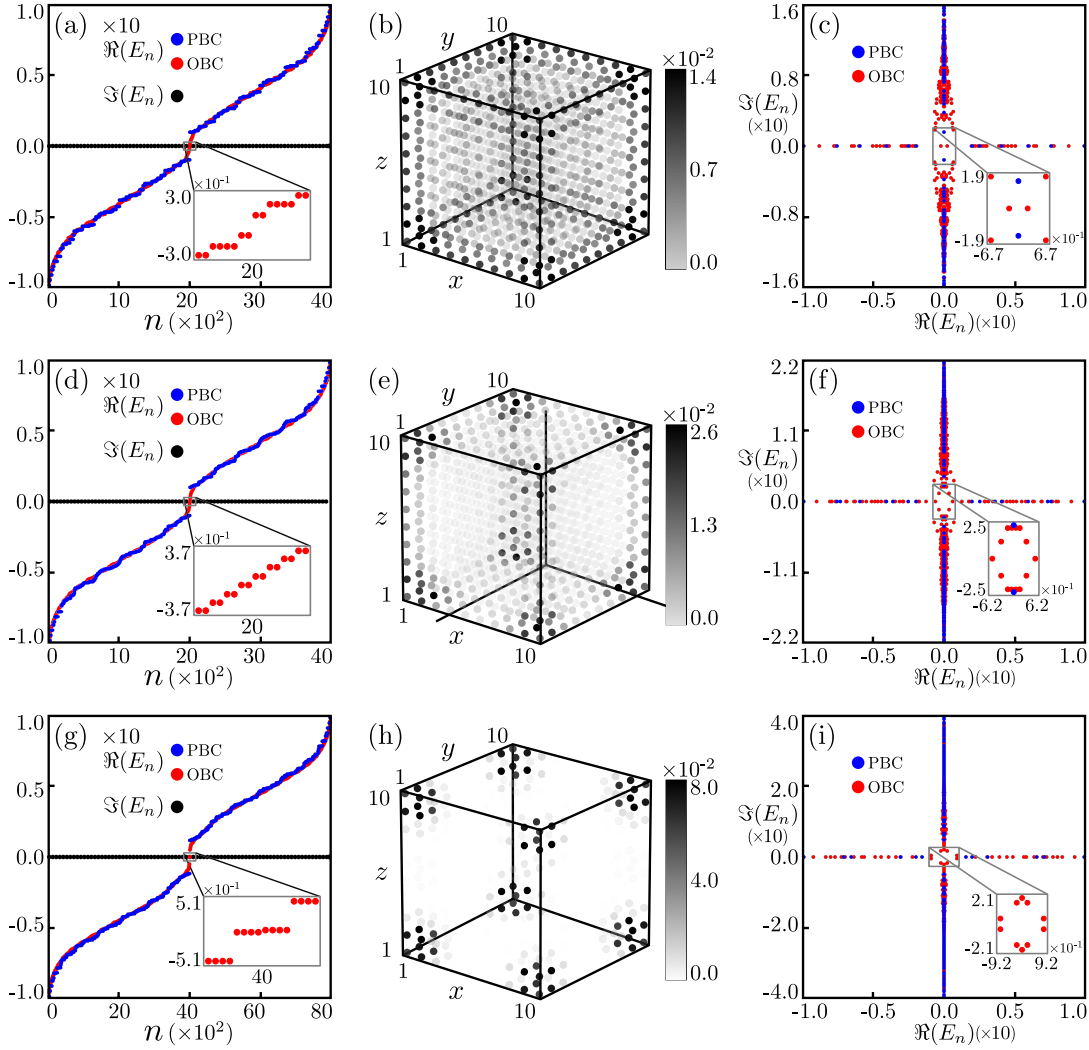 (a)
×10
ℜ(E_n)
PBC
OBC
ℑ(E_n)
1.0
0.5
0.0
-0.5
-1.0
×10⁻¹
3.0
-3.0
20
0 10 20 30 40
n (×10²)
(b)
y
10
1
10
z
1
1
x
10
×10⁻²
1.4
0.7
0.0
(c)
PBC
OBC
1.6
0.8
ℑ(E_n)
(×10)
0.0
-0.8
-1.6
1.9
-1.9
×10⁻¹
-6.7 6.7
-1.0 -0.5 0.0 0.5 1.0
ℜ(E_n) (×10)
(d)
×10
ℜ(E_n)
PBC
OBC
ℑ(E_n)
1.0
0.5
0.0
-0.5
-1.0
×10⁻¹
3.7
-3.7
20
0 10 20 30 40
n (×10²)
(e)
y
10
1
10
z
1
1
x
10
×10⁻²
2.6
1.3
0.0
(f)
PBC
OBC
2.2
1.1
ℑ(E_n)
(×10)
0.0
-1.1
-2.2
2.5
-2.5
×10⁻¹
-6.2 6.2
-1.0 -0.5 0.0 0.5 1.0
ℜ(E_n) (×10)
(g)
×10
ℜ(E_n)
PBC
OBC
ℑ(E_n)
1.0
0.5
0.0
-0.5
-1.0
×10⁻¹
5.1
-5.1
40
0 20 40 60 80
n (×10²)
(h)
y
10
1
10
z
1
1
x
10
×10⁻²
8.0
4.0
0.0
(i)
PBC
OBC
4.0
2.0
ℑ(E_n)
(×10)
0.0
-2.0
-4.0
2.1
-2.1
×10⁻¹
-9.2 9.2
-1.0 -0.5 0.0 0.5 1.0
ℜ(E_n) (×10)